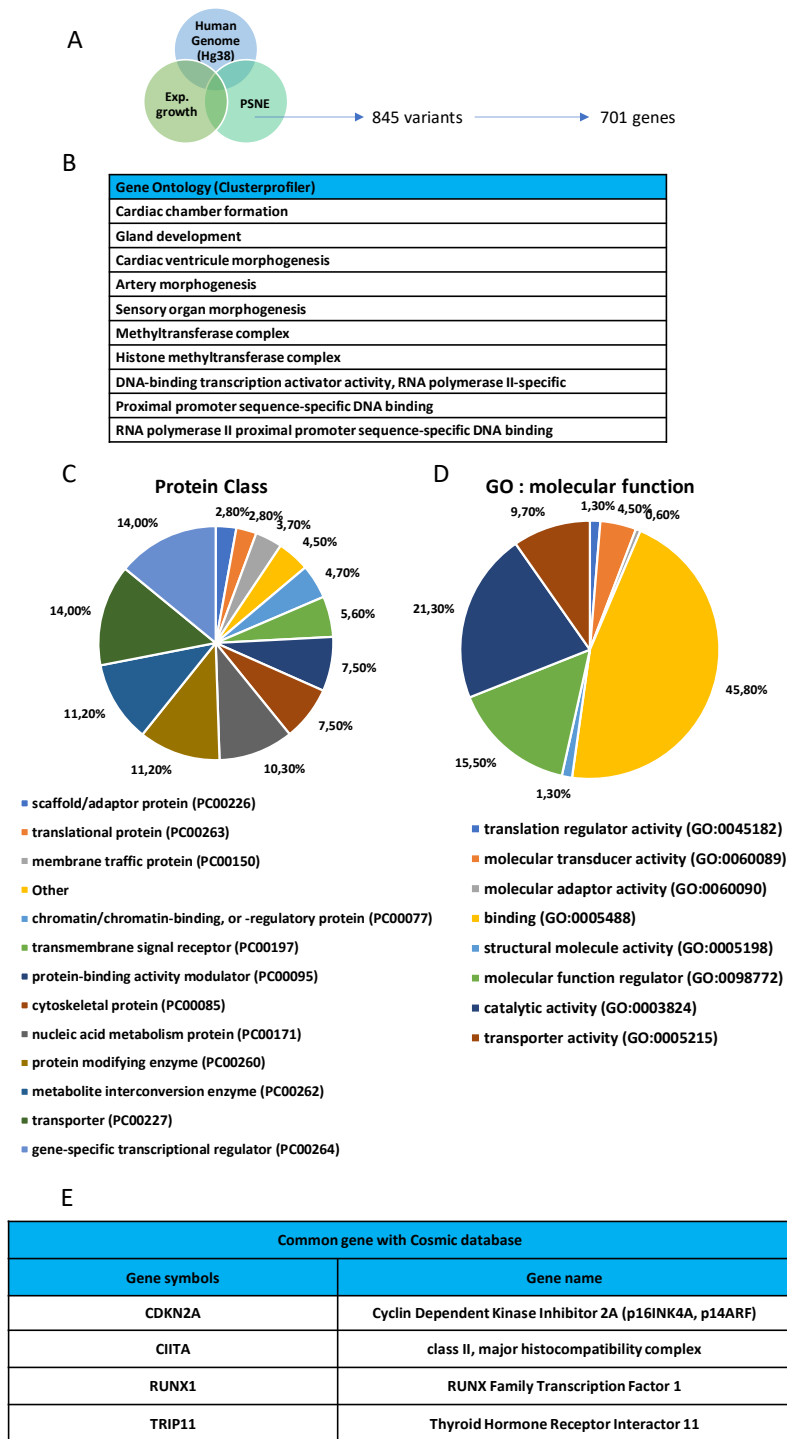 A
Human
Genome
(Hg38)
Exp.
growth
PSNE
845 variants
701 genes
B
Gene Ontology (Clusterprofiler)
Cardiac chamber formation
Gland development
Cardiac ventricule morphogenesis
Artery morphogenesis
Sensory organ morphogenesis
Methyltransferase complex
Histone methyltransferase complex
DNA-binding transcription activator activity, RNA polymerase II-specific
Proximal promoter sequence-specific DNA binding
RNA polymerase II proximal promoter sequence-specific DNA binding
C
Protein Class
2,80%
2,80%
3,70%
4,50%
4,70%
5,60%
7,50%
7,50%
10,30%
11,20%
11,20%
14,00%
14,00%
scaffold/adaptor protein (PC00226)
translational protein (PC00263)
membrane traffic protein (PC00150)
Other
chromatin/chromatin-binding, or -regulatory protein (PC00077)
transmembrane signal receptor (PC00197)
protein-binding activity modulator (PC00095)
cytoskeletal protein (PC00085)
nucleic acid metabolism protein (PC00171)
protein modifying enzyme (PC00260)
metabolite interconversion enzyme (PC00262)
transporter (PC00227)
gene-specific transcriptional regulator (PC00264)
D
GO : molecular function
1,30%
4,50%
0,60%
45,80%
1,30%
15,50%
21,30%
9,70%
translation regulator activity (GO:0045182)
molecular transducer activity (GO:0060089)
molecular adaptor activity (GO:0060090)
binding (GO:0005488)
structural molecule activity (GO:0005198)
molecular function regulator (GO:0098772)
catalytic activity (GO:0003824)
transporter activity (GO:0005215)
E
Common gene with Cosmic database
Gene symbols Gene name
CDKN2A Cyclin Dependent Kinase Inhibitor 2A (p16INK4A, p14ARF)
CIITA class II, major histocompatibility complex
RUNX1 RUNX Family Transcription Factor 1
TRIP11 Thyroid Hormone Receptor Interactor 11